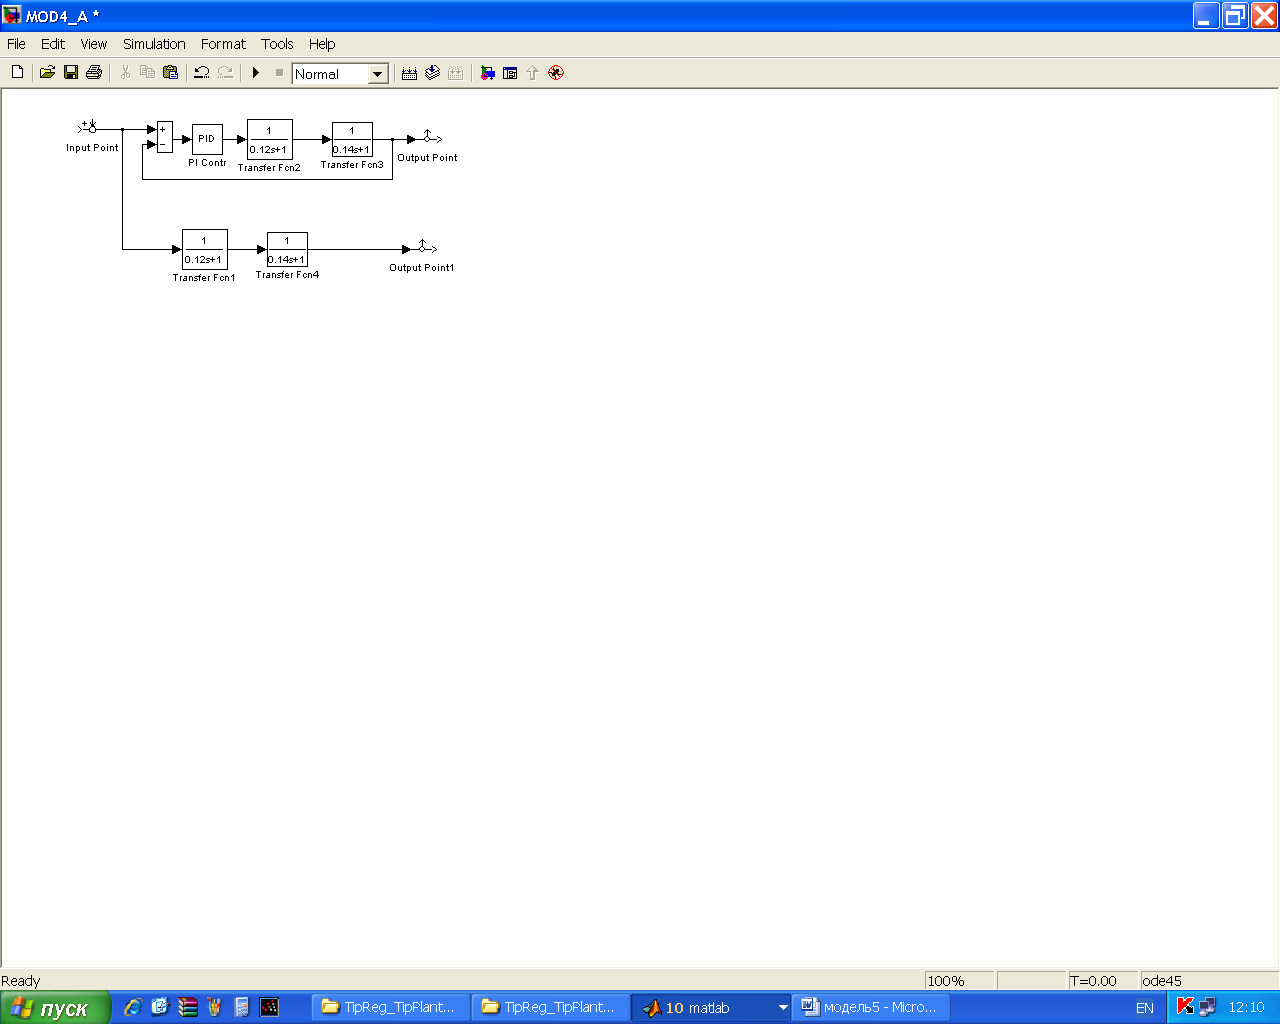 MOD4_A *
File Edit View Simulation Format Tools Help
Normal
Input Point
+
−
PID
PI Contr
1
0.12s+1
Transfer Fcn2
1
0.14s+1
Transfer Fcn3
Output Point
1
0.12s+1
Transfer Fcn1
1
0.14s+1
Transfer Fcn4
Output Point1
Ready 100% T=0.00 ode45
пуск TipReg_TipPlant... TipReg_TipPlant... 10 matlab модель5 - Micro... EN 12:10